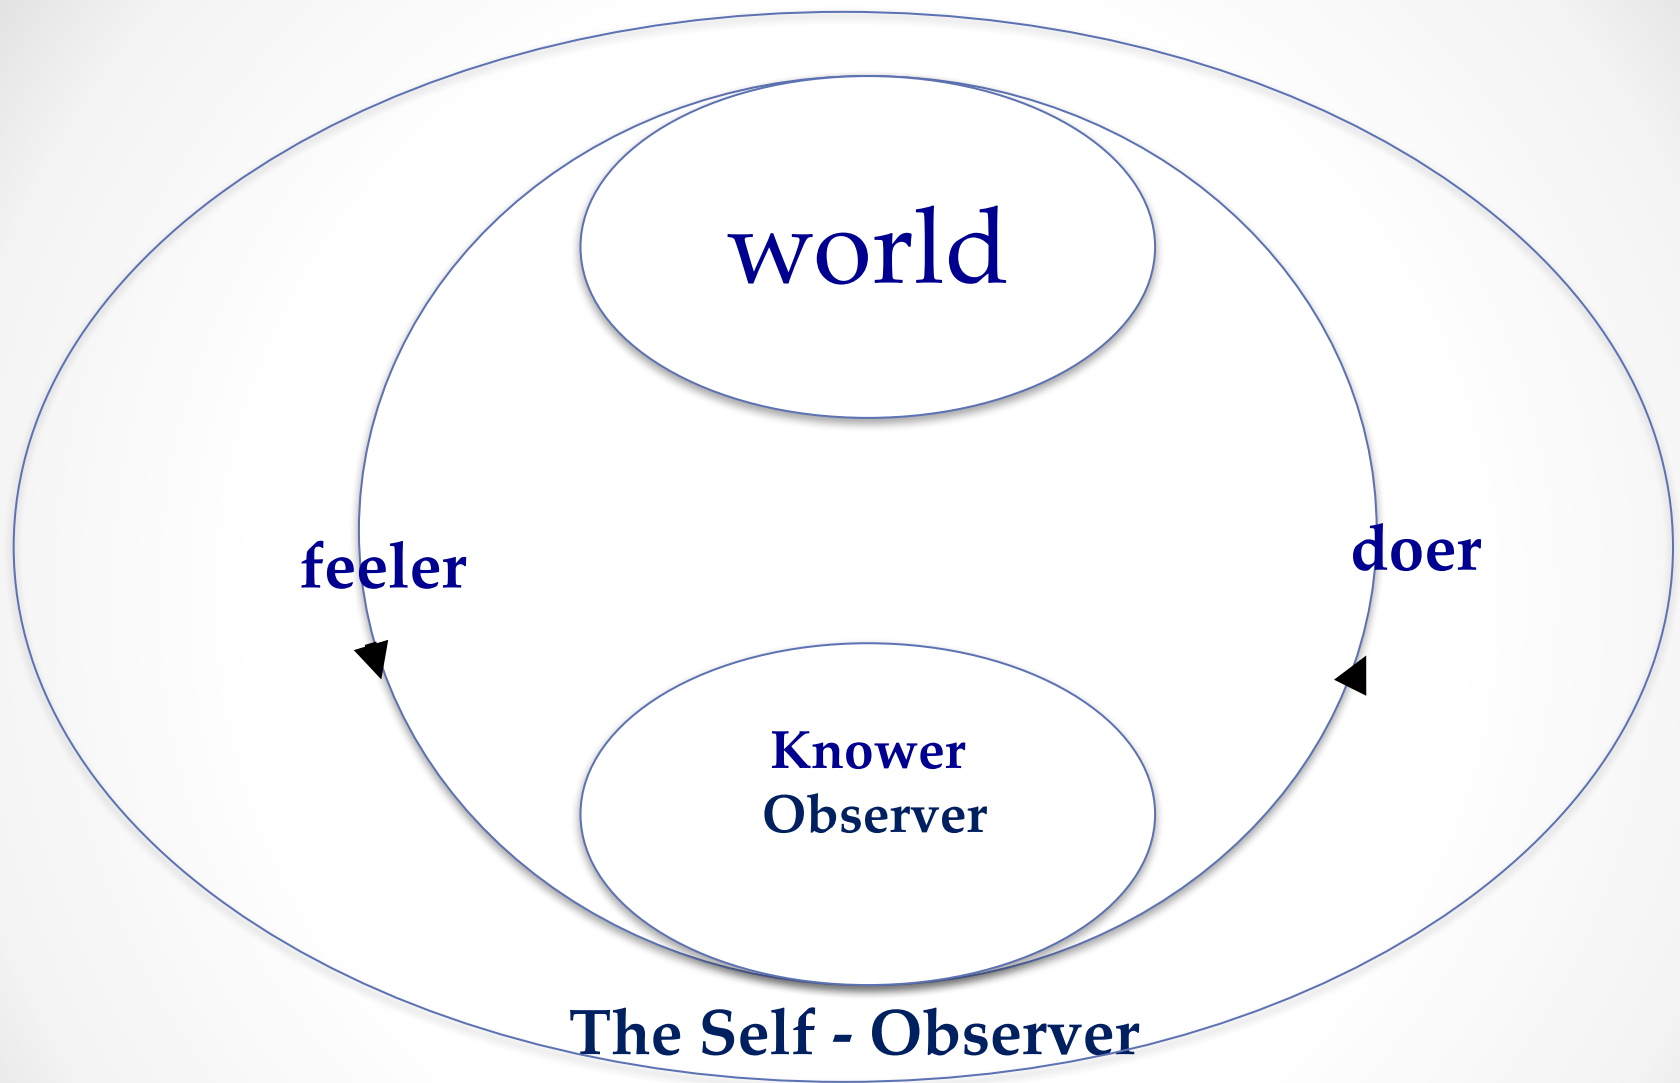 world
feeler
doer
Knower
Observer
The Self - Observer